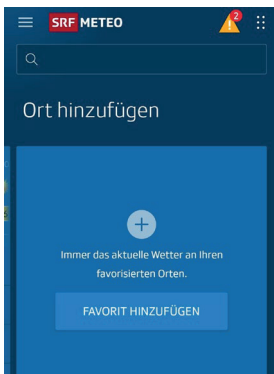 SRF METEO
2
Ort hinzufügen
Immer das aktuelle Wetter an Ihren
favorisierten Orten.
FAVORIT HINZUFÜGEN